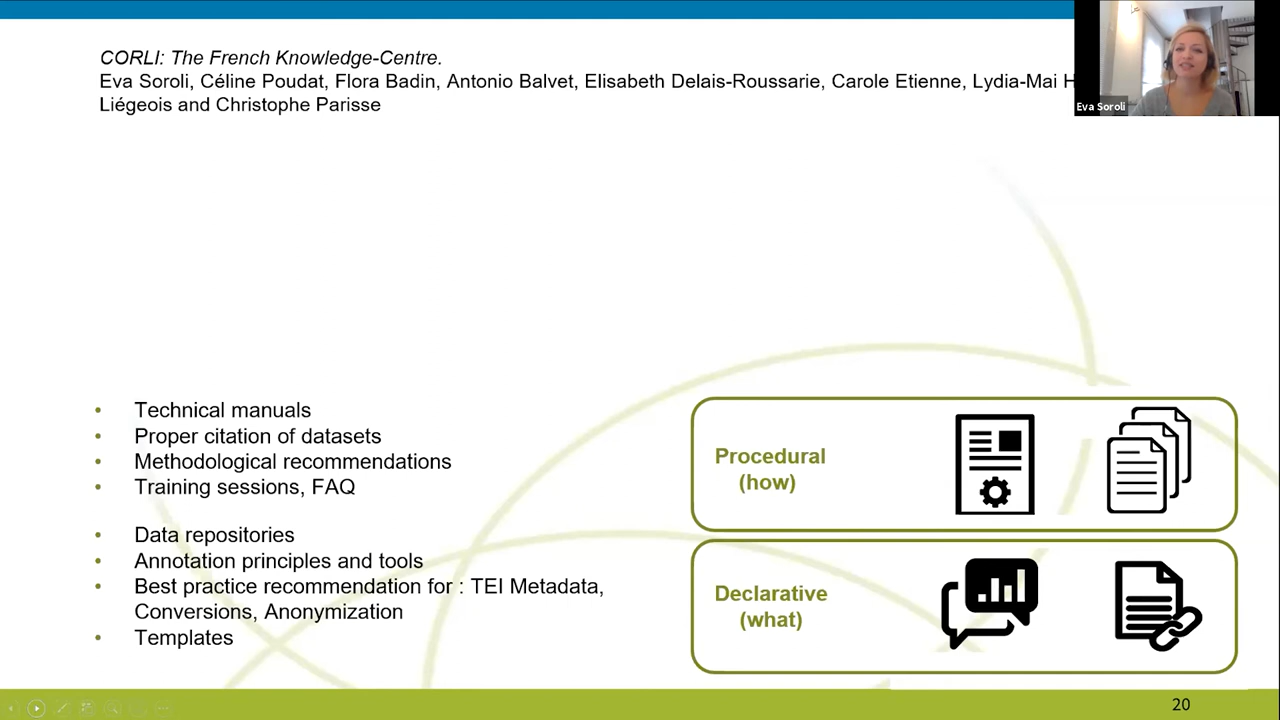 CORLI: The French Knowledge-Centre.
Eva Soroli, Céline Poudat, Flora Badin, Antonio Balvet, Elisabeth Delais-Roussarie, Carole Etienne, Lydia-Mai
Liégeois and Christophe Parisse
Eva Soroli
• Technical manuals
• Proper citation of datasets
• Methodological recommendations
• Training sessions, FAQ
• Data repositories
• Annotation principles and tools
• Best practice recommendation for : TEI Metadata,
Conversions, Anonymization
• Templates
Procedural
(how)
Declarative
(what)
20